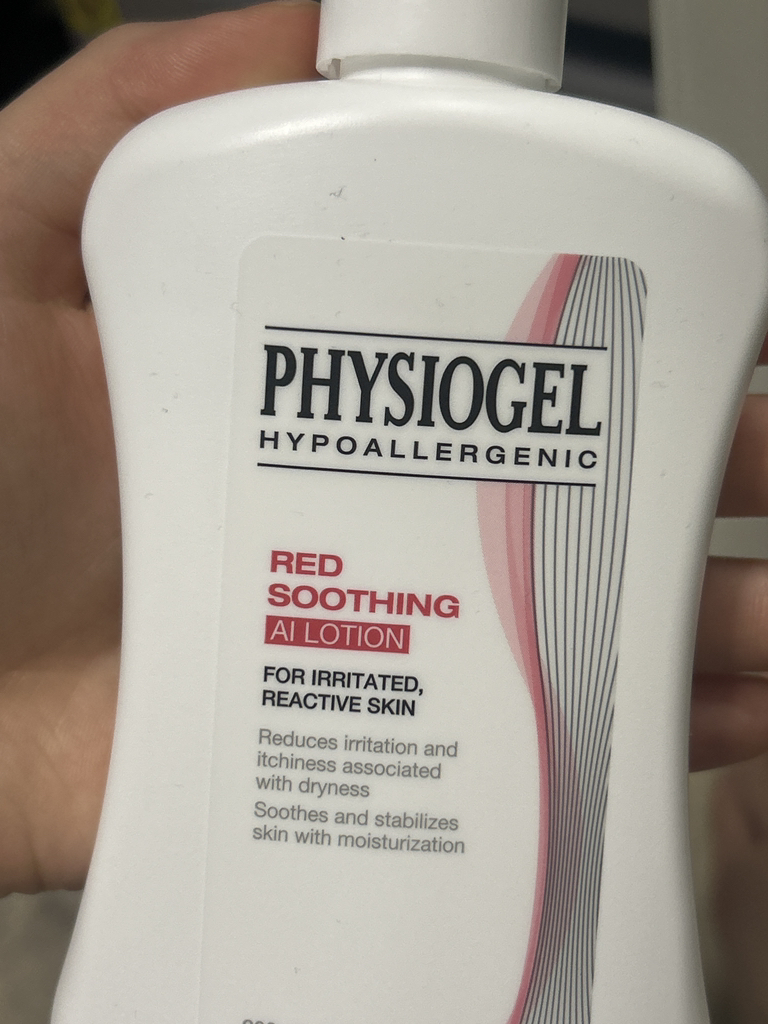 PHYSIOGEL
HYPOALLERGENIC
RED
SOOTHING
AI LOTION
FOR IRRITATED,
REACTIVE SKIN
Reduces irritation and
itchiness associated
with dryness
Soothes and stabilizes
skin with moisturization